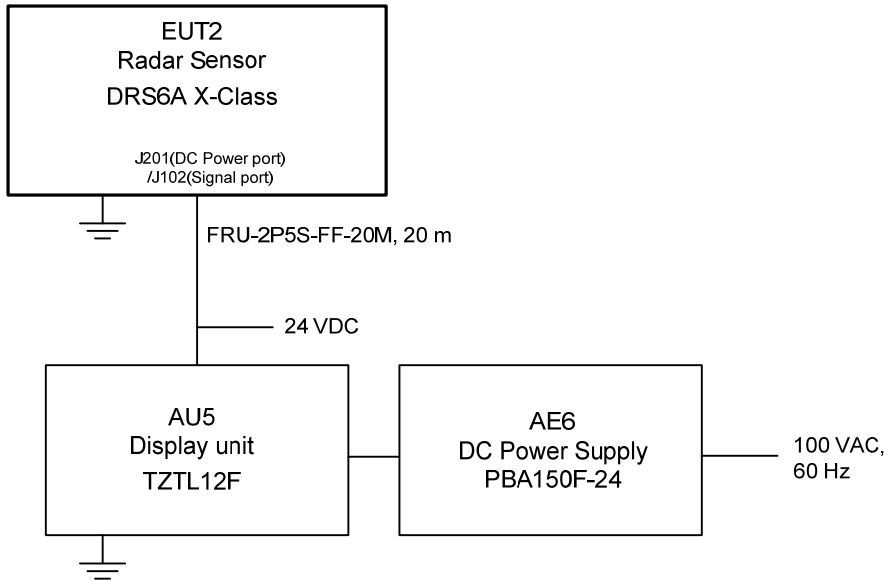 EUT2
Radar Sensor
DRS6A X-Class
J201(DC Power port)
/J102(Signal port)
FRU-2P5S-FF-20M, 20 m
24 VDC
AU5
Display unit
TZTL12F
AE6
DC Power Supply
PBA150F-24
100 VAC,
60 Hz